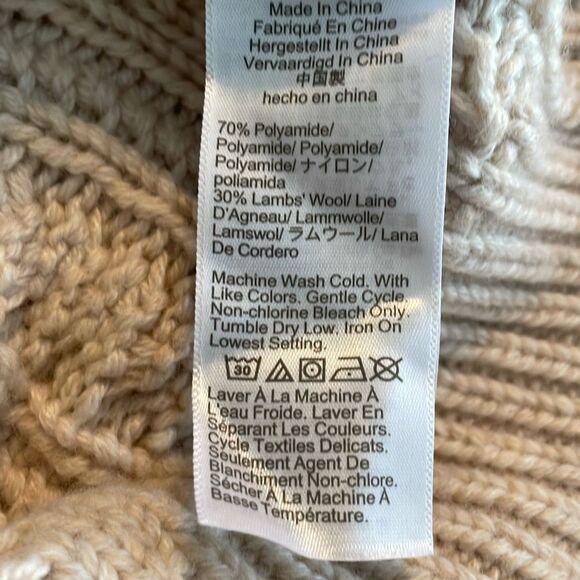 Made In China
Fabriqué En Chine
Hergestellt In China
Vervaardigd In China
中国製
hecho en china
70% Polyamide/
Polyamide/ Polyamide/
Polyamide/ ナイロン/
poliamida
30% Lambs' Wool/ Laine
D'Agneau/ Lammwolle/
Lamswol/ ラムウール/ Lana
De Cordero
Machine Wash Cold. With
Like Colors. Gentle Cycle.
Non-chlorine Bleach Only.
Tumble Dry Low. Iron On
Lowest Setting.
30
Laver À La Machine À
L'eau Froide. Laver En
Séparant Les Couleurs.
Cycle Textiles Delicats.
Seulement Agent De
Blanchiment Non-chlore.
Sécher À La Machine À
Basse Température.